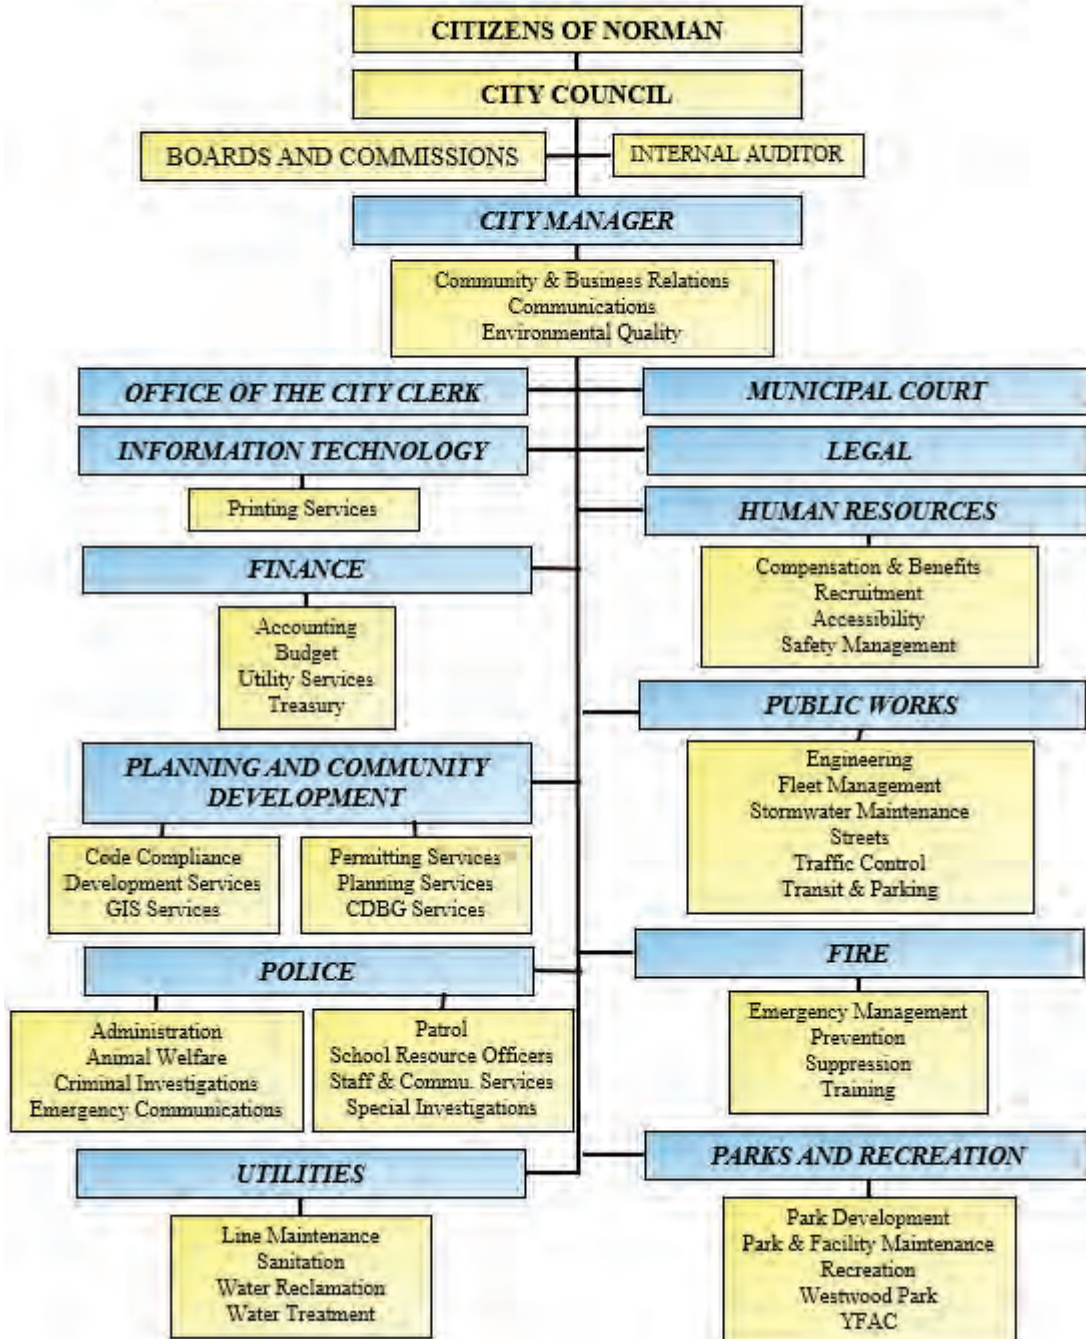 CITIZENS OF NORMAN
CITY COUNCIL
BOARDS AND COMMISSIONS
INTERNAL AUDITOR
CITY MANAGER
Community & Business Relations
Communications
Environmental Quality
OFFICE OF THE CITY CLERK
MUNICIPAL COURT
INFORMATION TECHNOLOGY
LEGAL
Printing Services
HUMAN RESOURCES
Compensation & Benefits
Recruitment
Accessibility
Safety Management
FINANCE
Accounting
Budget
Utility Services
Treasury
PUBLIC WORKS
Engineering
Fleet Management
Stormwater Maintenance
Streets
Traffic Control
Transit & Parking
PLANNING AND COMMUNITY
DEVELOPMENT
Code Compliance
Development Services
GIS Services
Permitting Services
Planning Services
CDBG Services
POLICE
Administration
Animal Welfare
Criminal Investigations
Emergency Communications
Patrol
School Resource Officers
Staff & Commu. Services
Special Investigations
FIRE
Emergency Management
Prevention
Suppression
Training
UTILITIES
Line Maintenance
Sanitation
Water Reclamation
Water Treatment
PARKS AND RECREATION
Park Development
Park & Facility Maintenance
Recreation
Westwood Park
YFAC